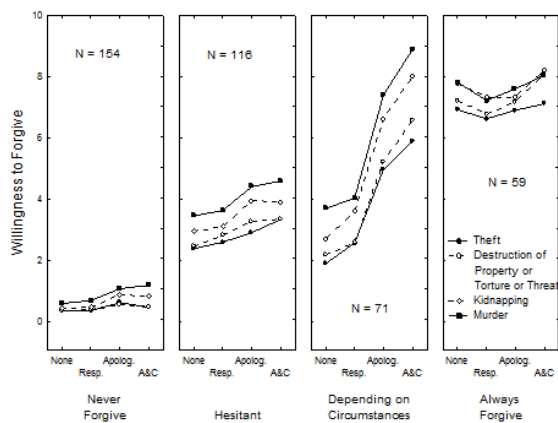 10
8
6
4
2
0
Willingness to Forgive
N = 154
N = 116
N = 71
N = 59
Theft
Destruction of
Property or
Torture or Threat
Kidnapping
Murder
None Apolog. None Apolog. None Apolog. None Apolog.
Resp. A&C Resp. A&C Resp. A&C Resp. A&C
Never
Forgive
Hesitant
Depending on
Circumstances
Always
Forgive